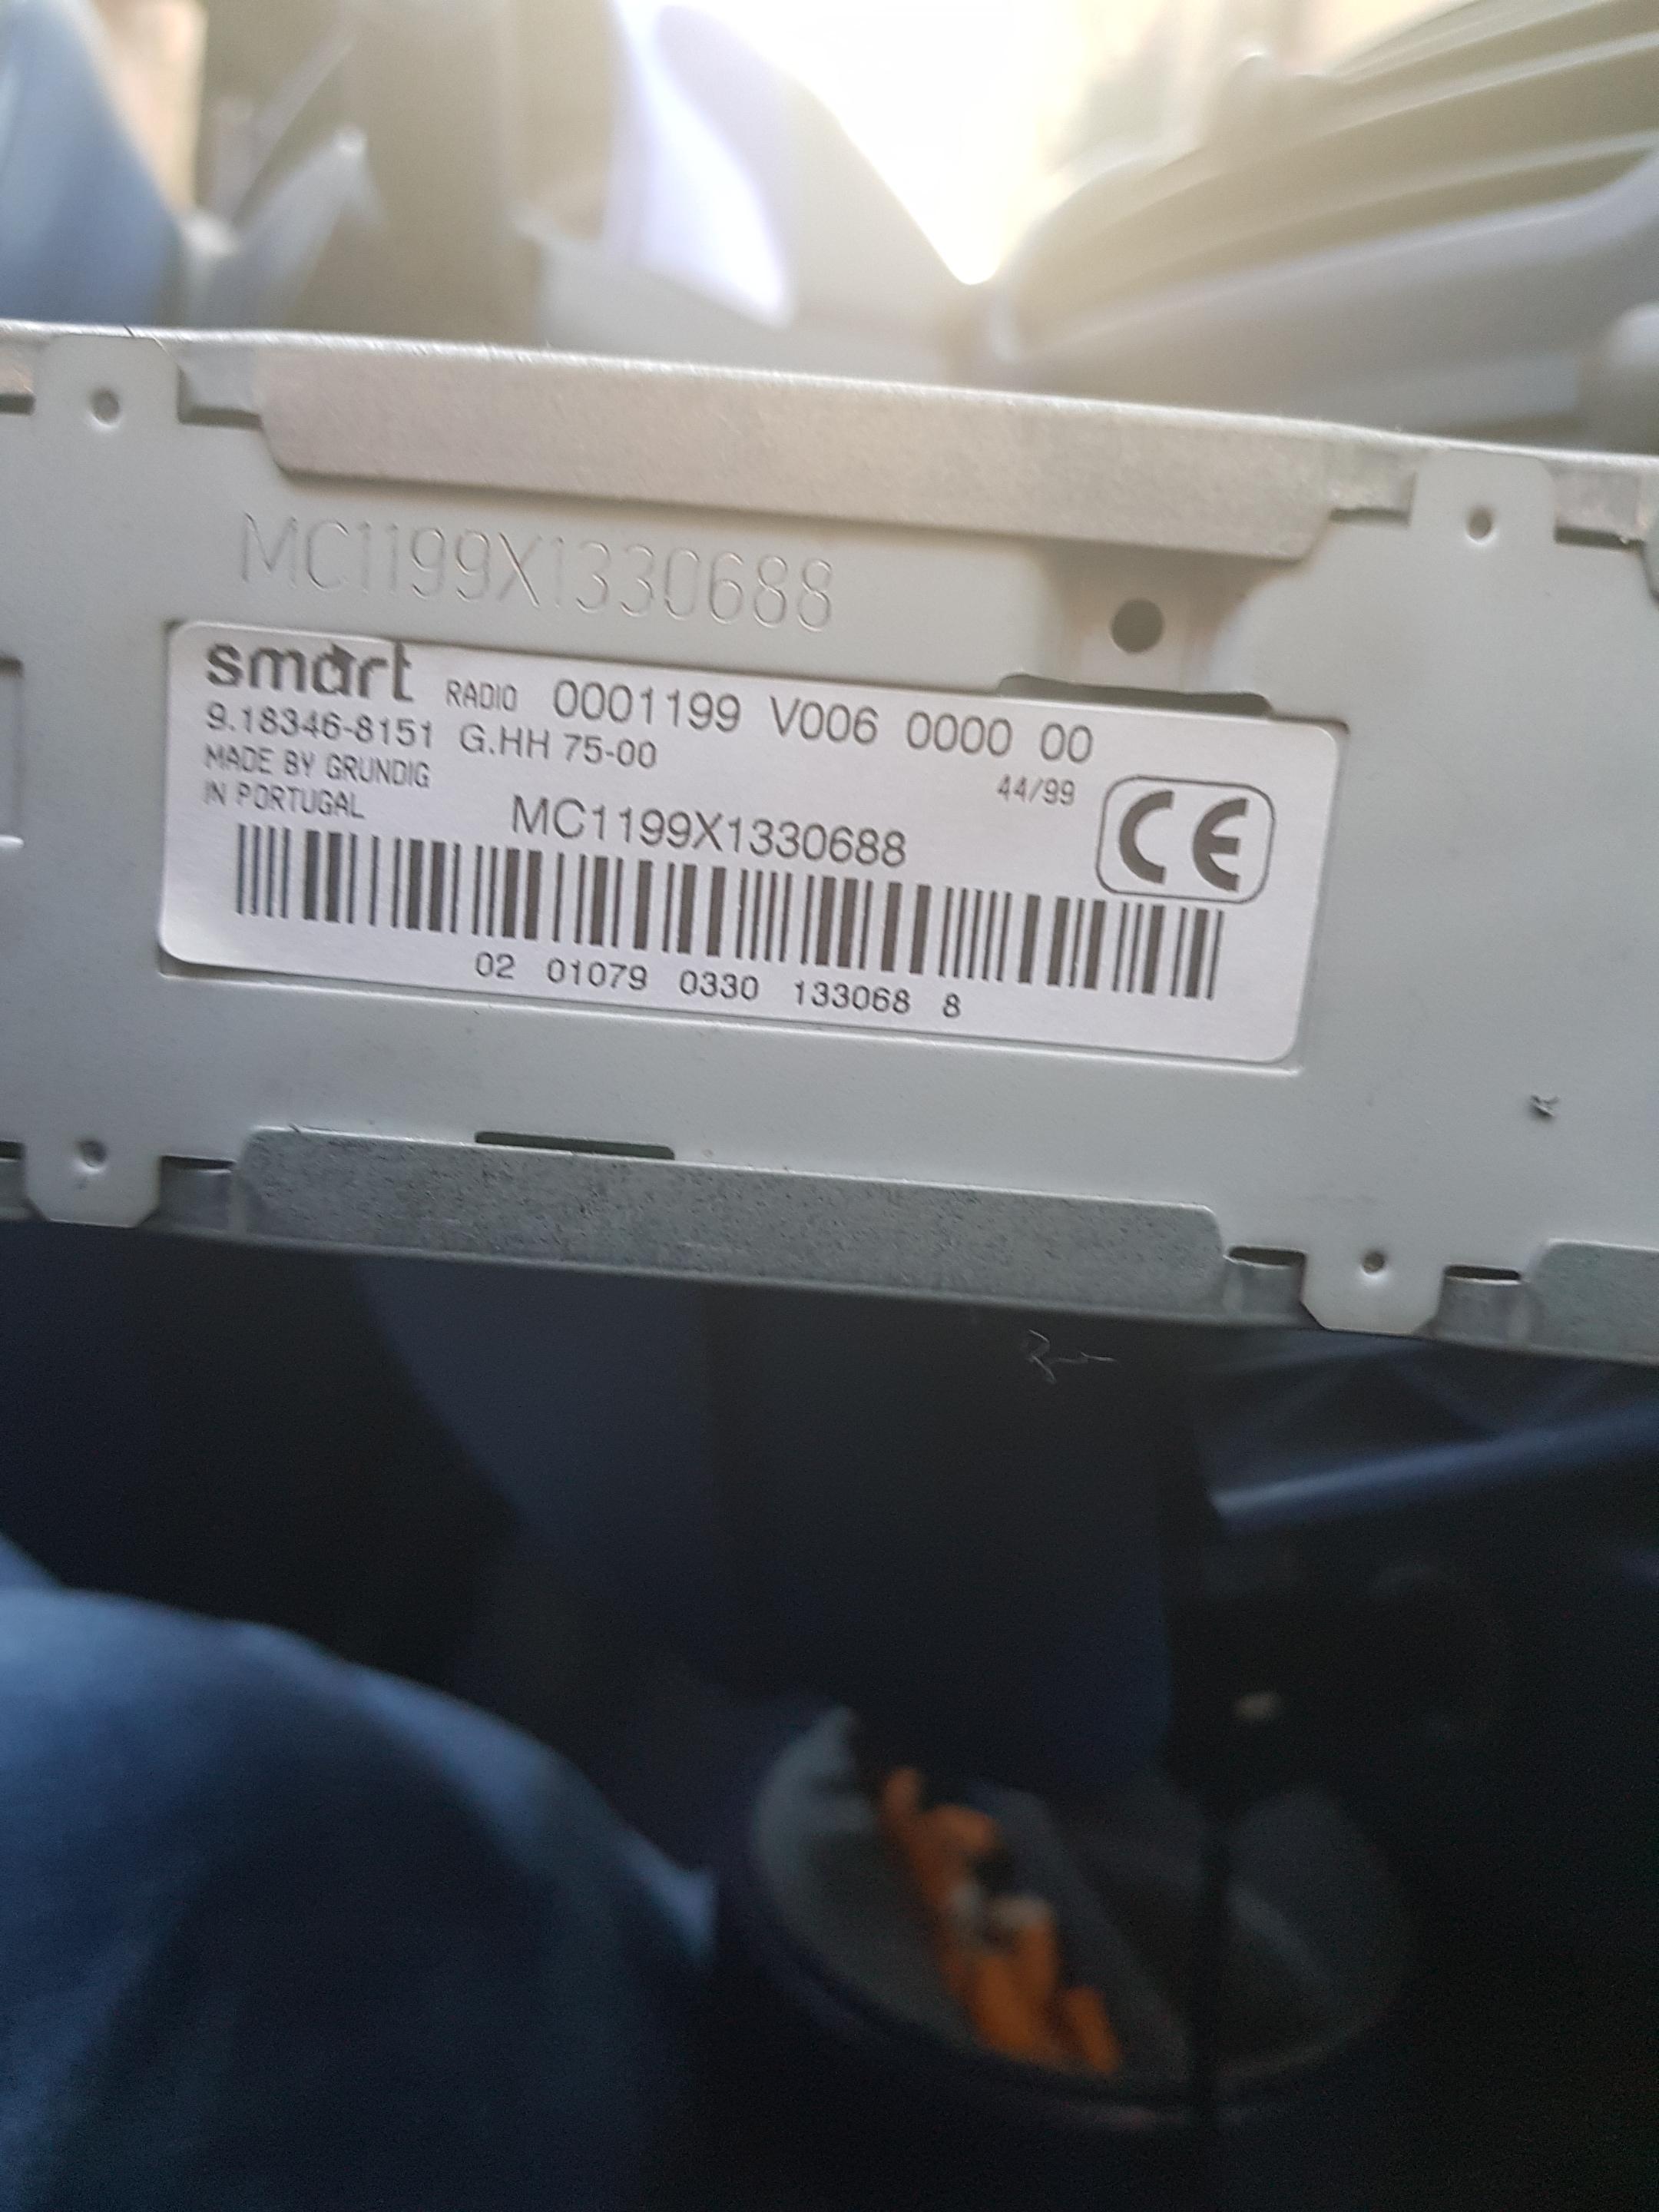 MC1199X1330688
smart RADIO 0001199 V006 0000 00
9.18346-8151 G.HH 75-00
MADE BY GRUNDIG 44/99
IN PORTUGAL
MC1199X1330688
CE
02 01079 0330 133068 8